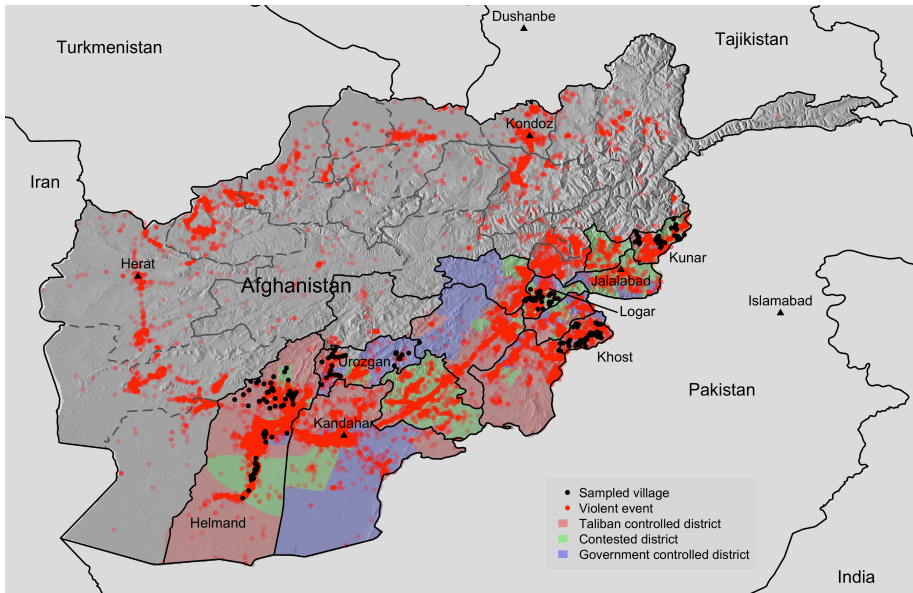 Dushanbe
Turkmenistan
Tajikistan
Kondoz
Iran
Kunar
Herat
Jalalabad
Afghanistan
Islamabad
Logar
Khost
Urozgan
Pakistan
Kandahar
Helmand
Sampled village
Violent event
Taliban controlled district
Contested district
Government controlled district
India